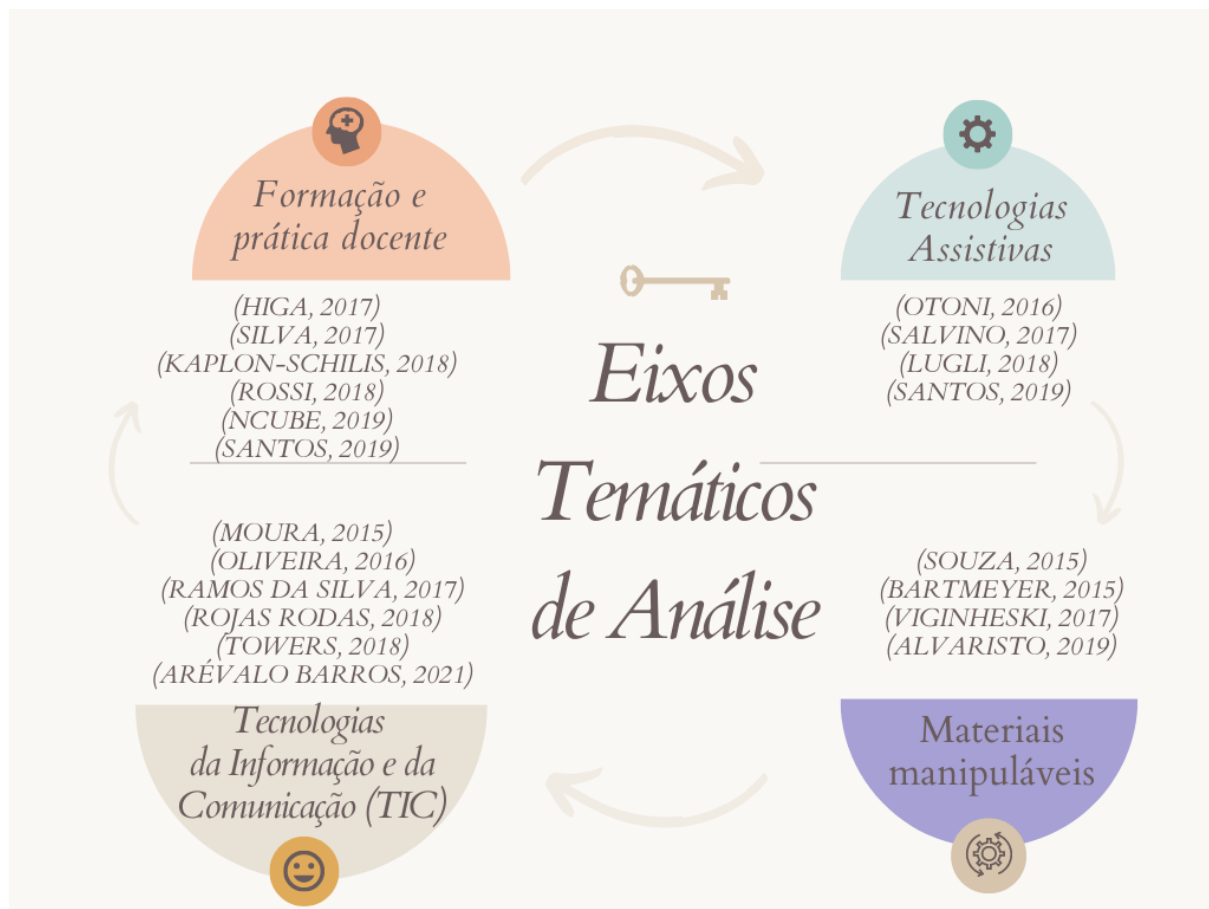 Formação e
prática docente
(HIGA, 2017)
(SILVA, 2017)
(KAPLON-SCHILIS, 2018)
(ROSSI, 2018)
(NCUBE, 2019)
(SANTOS, 2019)
Tecnologias
Assistivas
(OTONI, 2016)
(SALVINO, 2017)
(LUGLI, 2018)
(SANTOS, 2019)
Eixos
Temáticos
de Análise
(MOURA, 2015)
(OLIVEIRA, 2016)
(RAMOS DA SILVA, 2017)
(ROJAS RODAS, 2018)
(TOWERS, 2018)
(ARÉVALO BARROS, 2021)
Tecnologias
da Informação e da
Comunicação (TIC)
(SOUZA, 2015)
(BARTMEYER, 2015)
(VIGINHESKI, 2017)
(ALVARISTO, 2019)
Materiais
manipuláveis